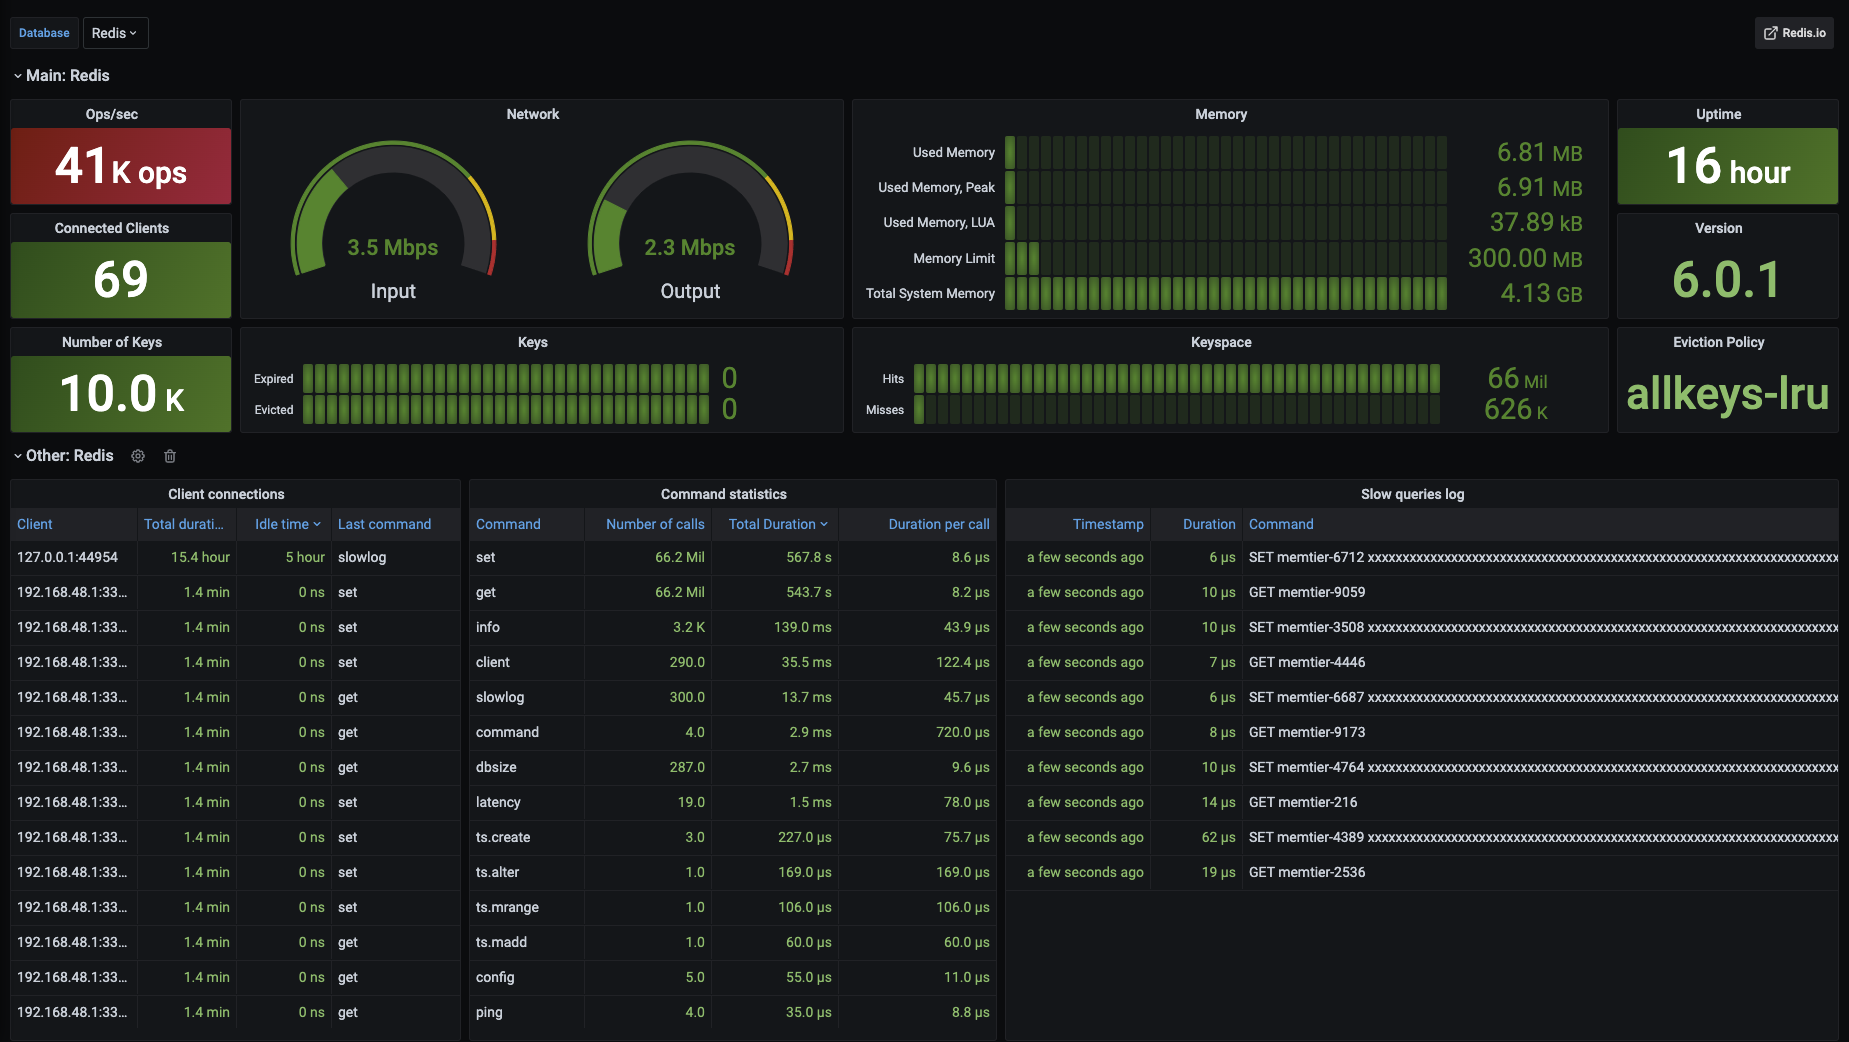 Database Redis Redis.io
Main: Redis
Ops/sec
41K ops
Connected Clients
69
Number of Keys
10.0 K
Network
3.5 Mbps
Input
2.3 Mbps
Output
Memory
Used Memory 6.81 MB
Used Memory, Peak 6.91 MB
Used Memory, LUA 37.89 kB
Memory Limit 300.00 MB
Total System Memory 4.13 GB
Uptime
16 hour
Version
6.0.1
Keys
Expired 0
Evicted 0
Keyspace
Hits 66 Mil
Misses 626 K
Eviction Policy
allkeys-lru
Other: Redis
Client connections
Client Total durati... Idle time Last command
127.0.0.1:44954 15.4 hour 5 hour slowlog
192.168.48.1:33... 1.4 min 0 ns set
192.168.48.1:33... 1.4 min 0 ns set
192.168.48.1:33... 1.4 min 0 ns set
192.168.48.1:33... 1.4 min 0 ns get
192.168.48.1:33... 1.4 min 0 ns get
192.168.48.1:33... 1.4 min 0 ns get
192.168.48.1:33... 1.4 min 0 ns set
192.168.48.1:33... 1.4 min 0 ns set
192.168.48.1:33... 1.4 min 0 ns set
192.168.48.1:33... 1.4 min 0 ns set
192.168.48.1:33... 1.4 min 0 ns get
192.168.48.1:33... 1.4 min 0 ns get
192.168.48.1:33... 1.4 min 0 ns get
Command statistics
Command Number of calls Total Duration Duration per call
set 66.2 Mil 567.8 s 8.6 µs
get 66.2 Mil 543.7 s 8.2 µs
info 3.2 K 139.0 ms 43.9 µs
client 290.0 35.5 ms 122.4 µs
slowlog 300.0 13.7 ms 45.7 µs
command 4.0 2.9 ms 720.0 µs
dbsize 287.0 2.7 ms 9.6 µs
latency 19.0 1.5 ms 78.0 µs
ts.create 3.0 227.0 µs 75.7 µs
ts.alter 1.0 169.0 µs 169.0 µs
ts.mrange 1.0 106.0 µs 106.0 µs
ts.madd 1.0 60.0 µs 60.0 µs
config 5.0 55.0 µs 11.0 µs
ping 4.0 35.0 µs 8.8 µs
Slow queries log
Timestamp Duration Command
a few seconds ago 6 µs SET memtier-6712 xxxxxxxxxxxxxxxxxxxxxxxxxxxxxxxxxxxxxxxxxxxxxxxxxxxxxxxxxxxxxxxxxxx
a few seconds ago 10 µs GET memtier-9059
a few seconds ago 10 µs SET memtier-3508 xxxxxxxxxxxxxxxxxxxxxxxxxxxxxxxxxxxxxxxxxxxxxxxxxxxxxxxxxxxxxxxxxxx
a few seconds ago 7 µs GET memtier-4446
a few seconds ago 6 µs SET memtier-6687 xxxxxxxxxxxxxxxxxxxxxxxxxxxxxxxxxxxxxxxxxxxxxxxxxxxxxxxxxxxxxxxxxxx
a few seconds ago 8 µs GET memtier-9173
a few seconds ago 10 µs SET memtier-4764 xxxxxxxxxxxxxxxxxxxxxxxxxxxxxxxxxxxxxxxxxxxxxxxxxxxxxxxxxxxxxxxxxxx
a few seconds ago 14 µs GET memtier-216
a few seconds ago 62 µs SET memtier-4389 xxxxxxxxxxxxxxxxxxxxxxxxxxxxxxxxxxxxxxxxxxxxxxxxxxxxxxxxxxxxxxxxxxx
a few seconds ago 19 µs GET memtier-2536